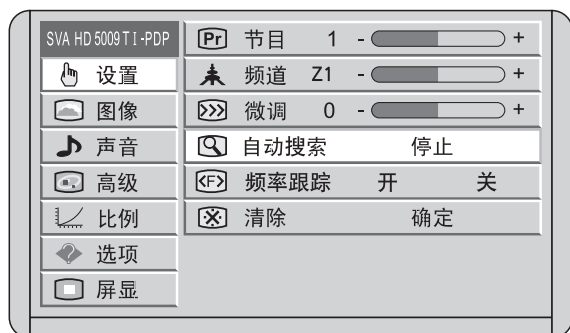 SVA HD 5009 T I -PDP
设置
图像
声音
高级
比例
选项
屏显
Pr 节目 1 - +
频道 Z1 - +
>>> 微调 0 - +
自动搜索 停止
<F> 频率跟踪 开 关
清除 确定